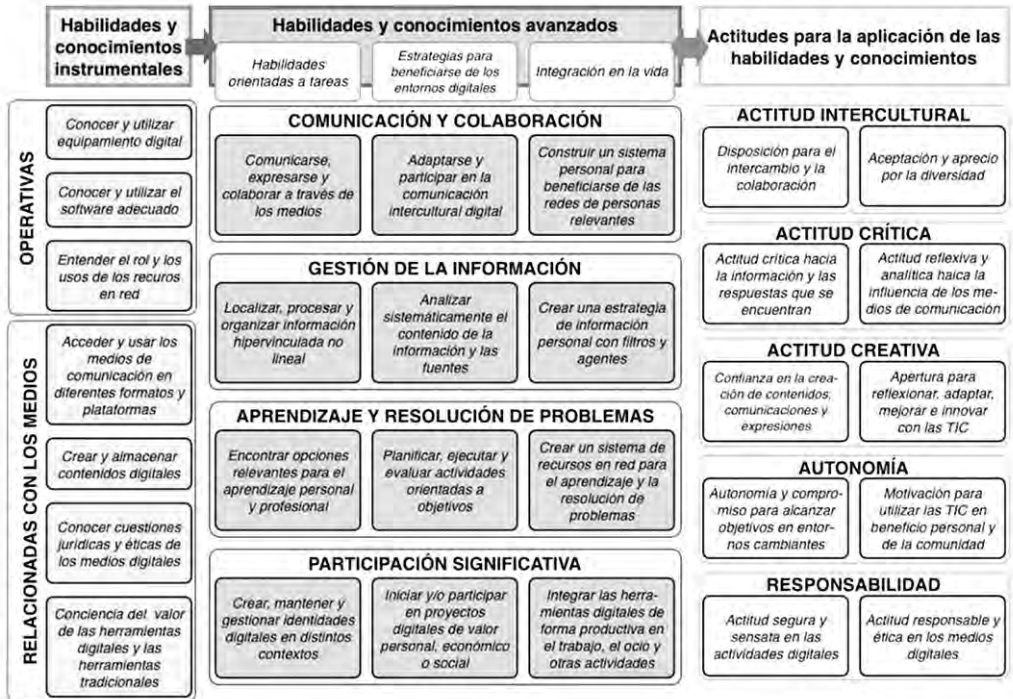 Habilidades y
conocimientos
instrumentales
Habilidades y conocimientos avanzados
Habilidades
orientadas a tareas
Estrategias para
beneficiarse de los
entornos digitales
Integración en la vida
Actitudes para la aplicación de las
habilidades y conocimientos
OPERATIVAS
Conocer y utilizar
equipamiento digital
Conocer y utilizar el
software adecuado
Entender el rol y los
usos de los recuros
en red
RELACIONADAS CON LOS MEDIOS
Acceder y usar los
medios de
comunicación en
diferentes formatos y
plataformas
Crear y almacenar
contenidos digitales
Conocer cuestiones
jurídicas y éticas de
los medios digitales
Conciencia del valor
de las herramientas
digitales y las
herramientas
tradicionales
COMUNICACIÓN Y COLABORACIÓN
Comunicarse,
expresarse y
colaborar a través de
los medios
Adaptarse y
participar en la
comunicación
intercultural digital
Construir un sistema
personal para
beneficiarse de las
redes de personas
relevantes
GESTIÓN DE LA INFORMACIÓN
Localizar, procesar y
organizar información
hipervinculada no
lineal
Analizar
sistemáticamente el
contenido de la
información y las
fuentes
Crear una estrategia
de información
personal con filtros y
agentes
APRENDIZAJE Y RESOLUCIÓN DE PROBLEMAS
Encontrar opciones
relevantes para el
aprendizaje personal
y profesional
Planificar, ejecutar y
evaluar actividades
orientadas a
objetivos
Crear un sistema de
recursos en red para
el aprendizaje y la
resolución de
problemas
PARTICIPACIÓN SIGNIFICATIVA
Crear, mantener y
gestionar identidades
digitales en distintos
contextos
Iniciar y/o participar
en proyectos
digitales de valor
personal, económico
o social
Integrar las herra-
mientas digitales de
forma productiva en
el trabajo, el ocio y
otras actividades
ACTITUD INTERCULTURAL
Disposición para el
intercambio y la
colaboración
Aceptación y aprecio
por la diversidad
ACTITUD CRÍTICA
Actitud crítica hacia
la información y las
respuestas que se
encuentran
Actitud reflexiva y
analítica haica la
influencia de los me-
dios de comunicación
ACTITUD CREATIVA
Confianza en la crea-
ción de contenidos,
comunicaciones y
expresiones
Apertura para
reflexionar, adaptar,
mejorar e innovar
con las TIC
AUTONOMÍA
Autonomía y compro-
miso para alcanzar
objetivos en entor-
nos cambiantes
Motivación para
utilizar las TIC en
beneficio personal y
de la comunidad
RESPONSABILIDAD
Actitud segura y
sensata en las
actividades digitales
Actitud responsable y
ética en los medios
digitales